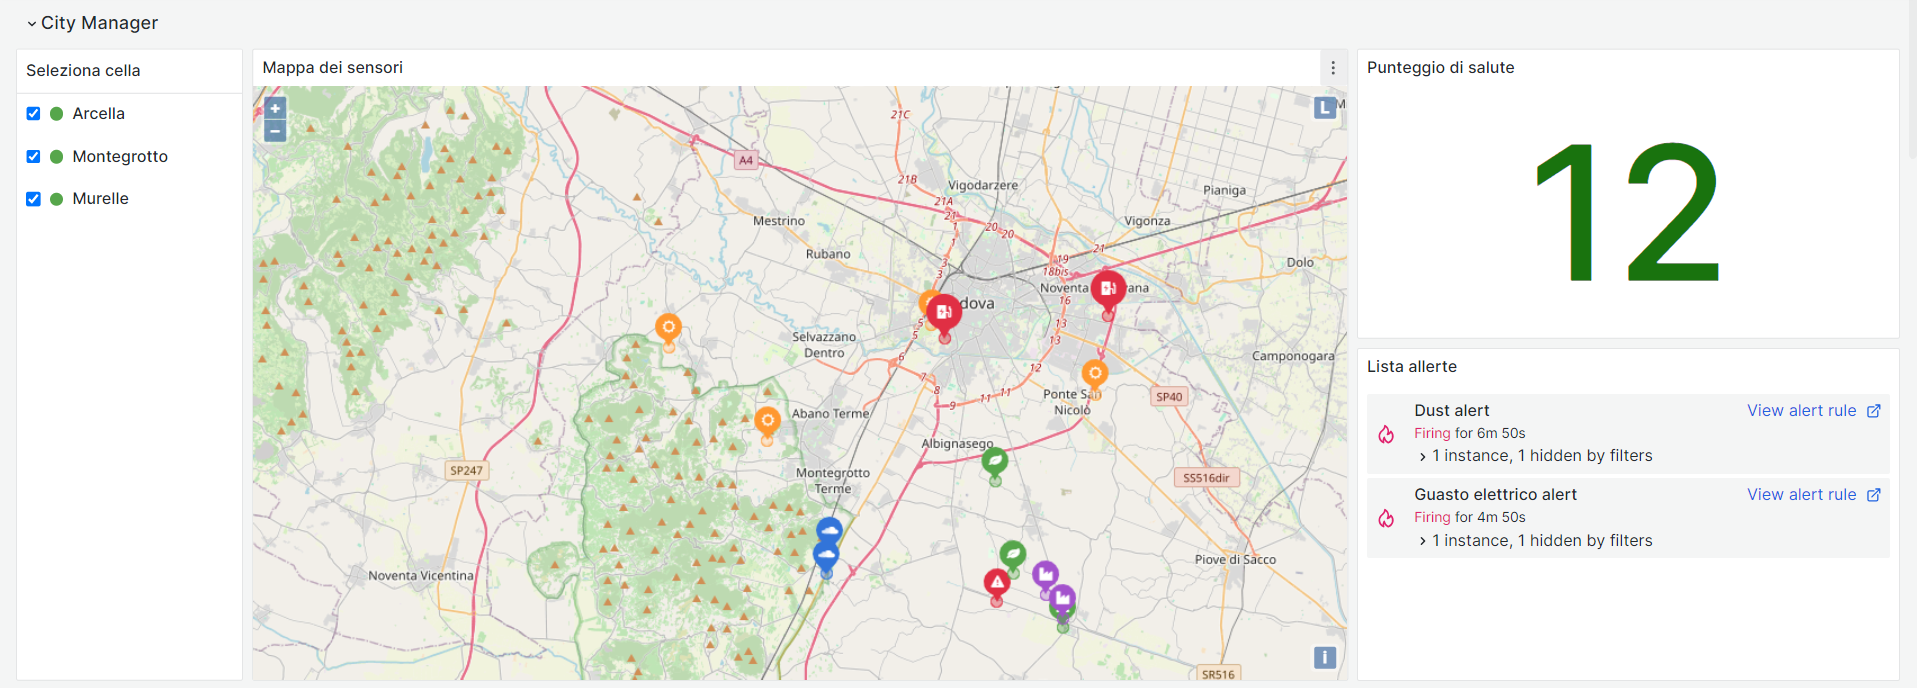 City Manager
Seleziona cella
Arcella
Montegrotto
Murelle
Mappa dei sensori
+
−
L
M
21C
A4
21B
Vigodarzere
Pianiga
21A
21
Mestrino
1
20
20
Vigonza
1
21
Rubano
3
19
Dolo
3
18bis
Noventa
ana
16
dova
5
5
13
Selvazzano
Dentro
13
Camponogara
6
12
7
8
11
11
9
Ponte San
Nicolò
SP40
Abano Terme
Albignasego
SP247
Montegrotto
Terme
SS516dir
Noventa Vicentina
Piove di Sacco
SR516
i
Punteggio di salute
12
Lista allerte
Dust alert
View alert rule
Firing for 6m 50s
1 instance, 1 hidden by filters
Guasto elettrico alert
View alert rule
Firing for 4m 50s
1 instance, 1 hidden by filters